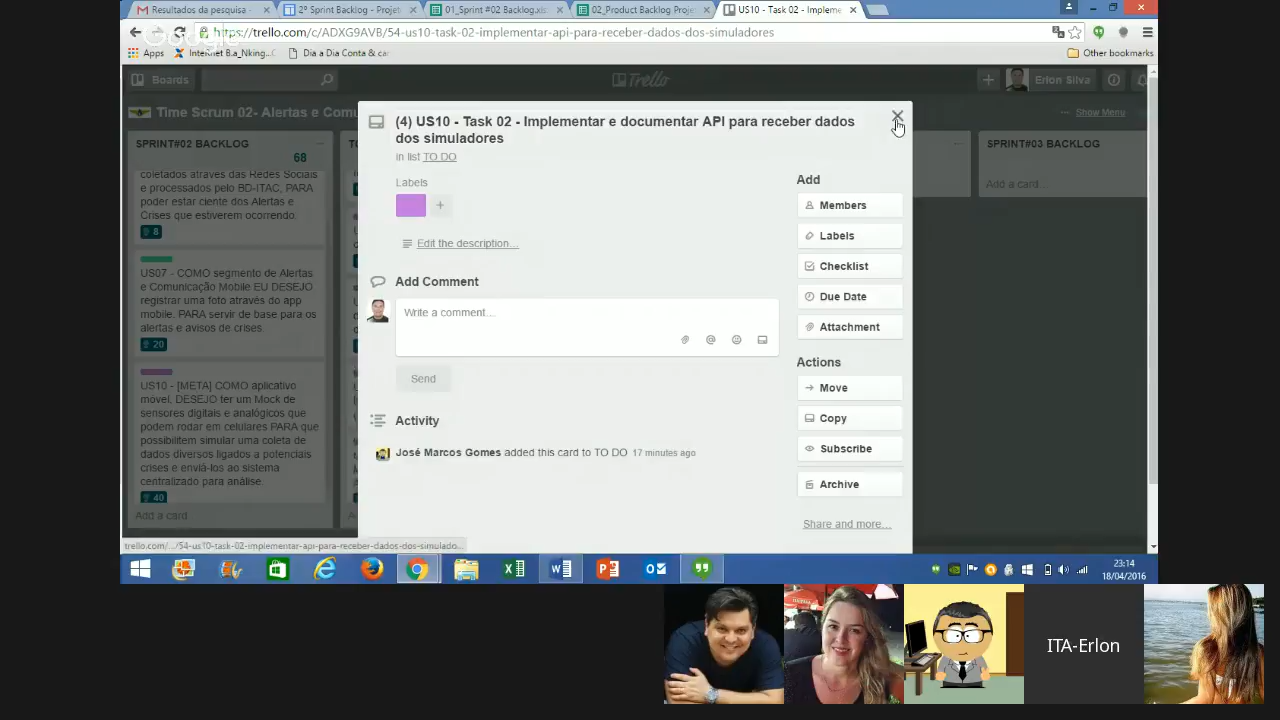 Resultados da pesquisa -
2º Sprint Backlog - Projet
01_Sprint #02 Backlog.xls
02_Product Backlog Proje
US10 - Task 02 - Impleme
https://trello.com/c/ADXG9AVB/54-us10-task-02-implementar-api-para-receber-dados-dos-simuladores
Google
Apps
Internet B.a_Nking...
Dia a Dia Conta & car
Other bookmarks
Boards
Trello
Erlon Silva
Time Scrum 02- Alertas e Comu
Show Menu
SPRINT#02 BACKLOG
68
coletados através das Redes Sociais
e processados pelo BD-ITAC, PARA
poder estar ciente dos Alertas e
Crises que estiverem ocorrendo.
8
US07 - COMO segmento de Alertas
e Comunicação Mobile EU DESEJO
registrar uma foto através do app
mobile. PARA servir de base para os
alertas e avisos de crises.
20
US10 - [META] COMO aplicativo
móvel, DESEJO ter um Mock de
sensores digitais e analógicos que
podem rodar em celulares PARA que
possibilitem simular uma coleta de
dados diversos ligados a potenciais
crises e enviá-los ao sistema
centralizado para análise.
40
Add a card...
(4) US10 - Task 02 - Implementar e documentar API para receber dados
dos simuladores
in list TO DO
Labels
Edit the description...
Add Comment
Write a comment...
Send
Activity
José Marcos Gomes added this card to TO DO 17 minutes ago
Add
Members
Labels
Checklist
Due Date
Attachment
Actions
Move
Copy
Subscribe
Archive
Share and more...
SPRINT#03 BACKLOG
Add a card...
trello.com/.../54-us10-task-02-implementar-api-para-receber-dados-dos-simulado...
23:14
18/04/2016
ITA-Erlon